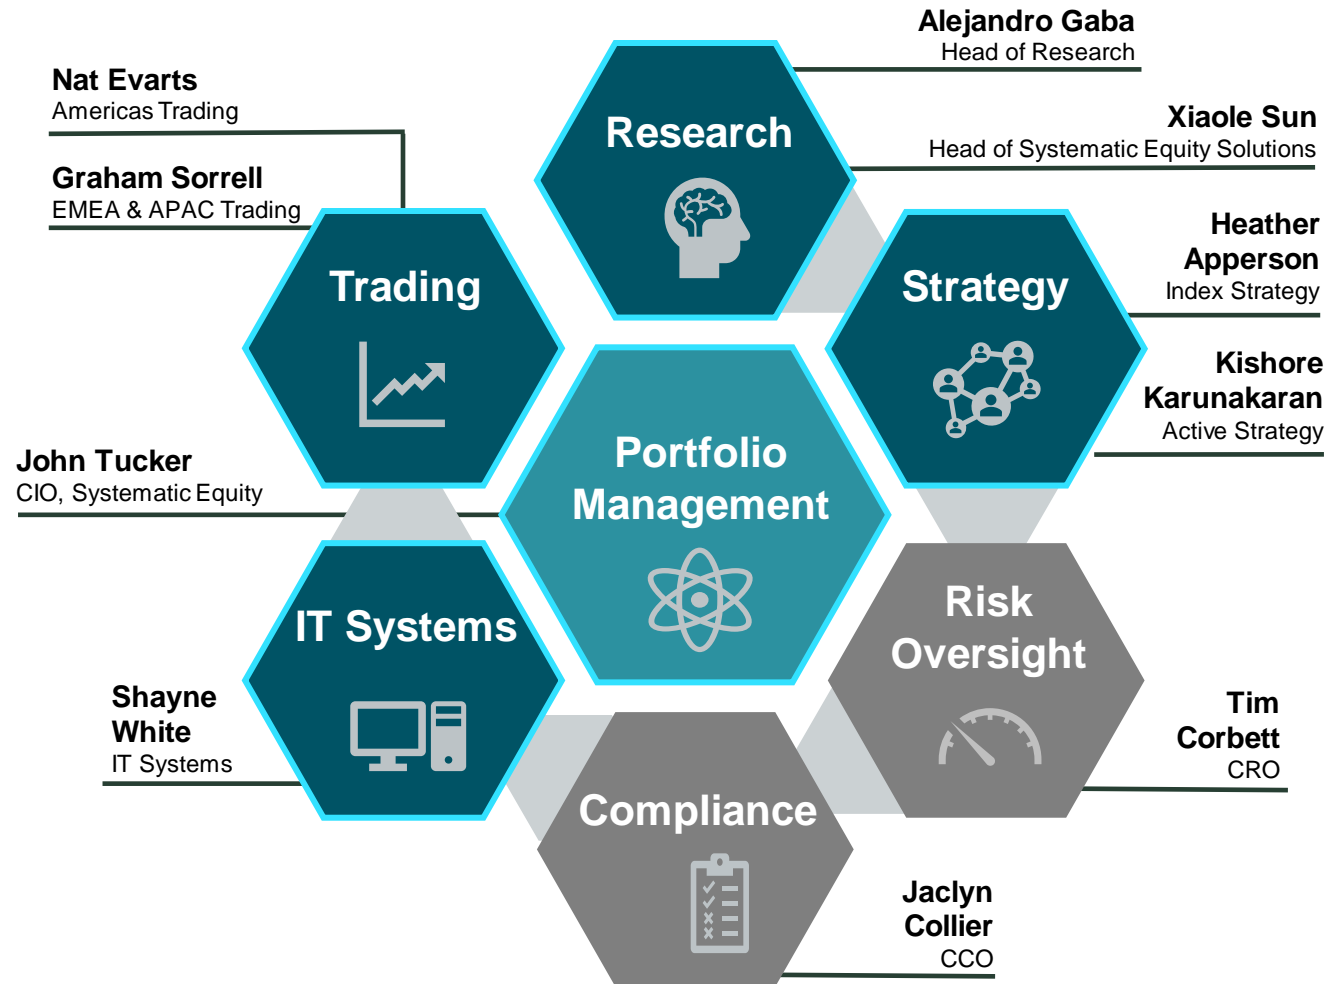 Alejandro Gaba
Head of Research
Nat Evarts
Americas Trading
Research
Xiaole Sun
Head of Systematic Equity Solutions
Graham Sorrell
EMEA & APAC Trading
Heather
Apperson
Index Strategy
Trading
Strategy
Kishore
Karunakaran
Active Strategy
Portfolio
Management
John Tucker
CIO, Systematic Equity
IT Systems
Risk
Oversight
Shayne
White
IT Systems
Tim
Corbett
CRO
Compliance
Jaclyn
Collier
CCO